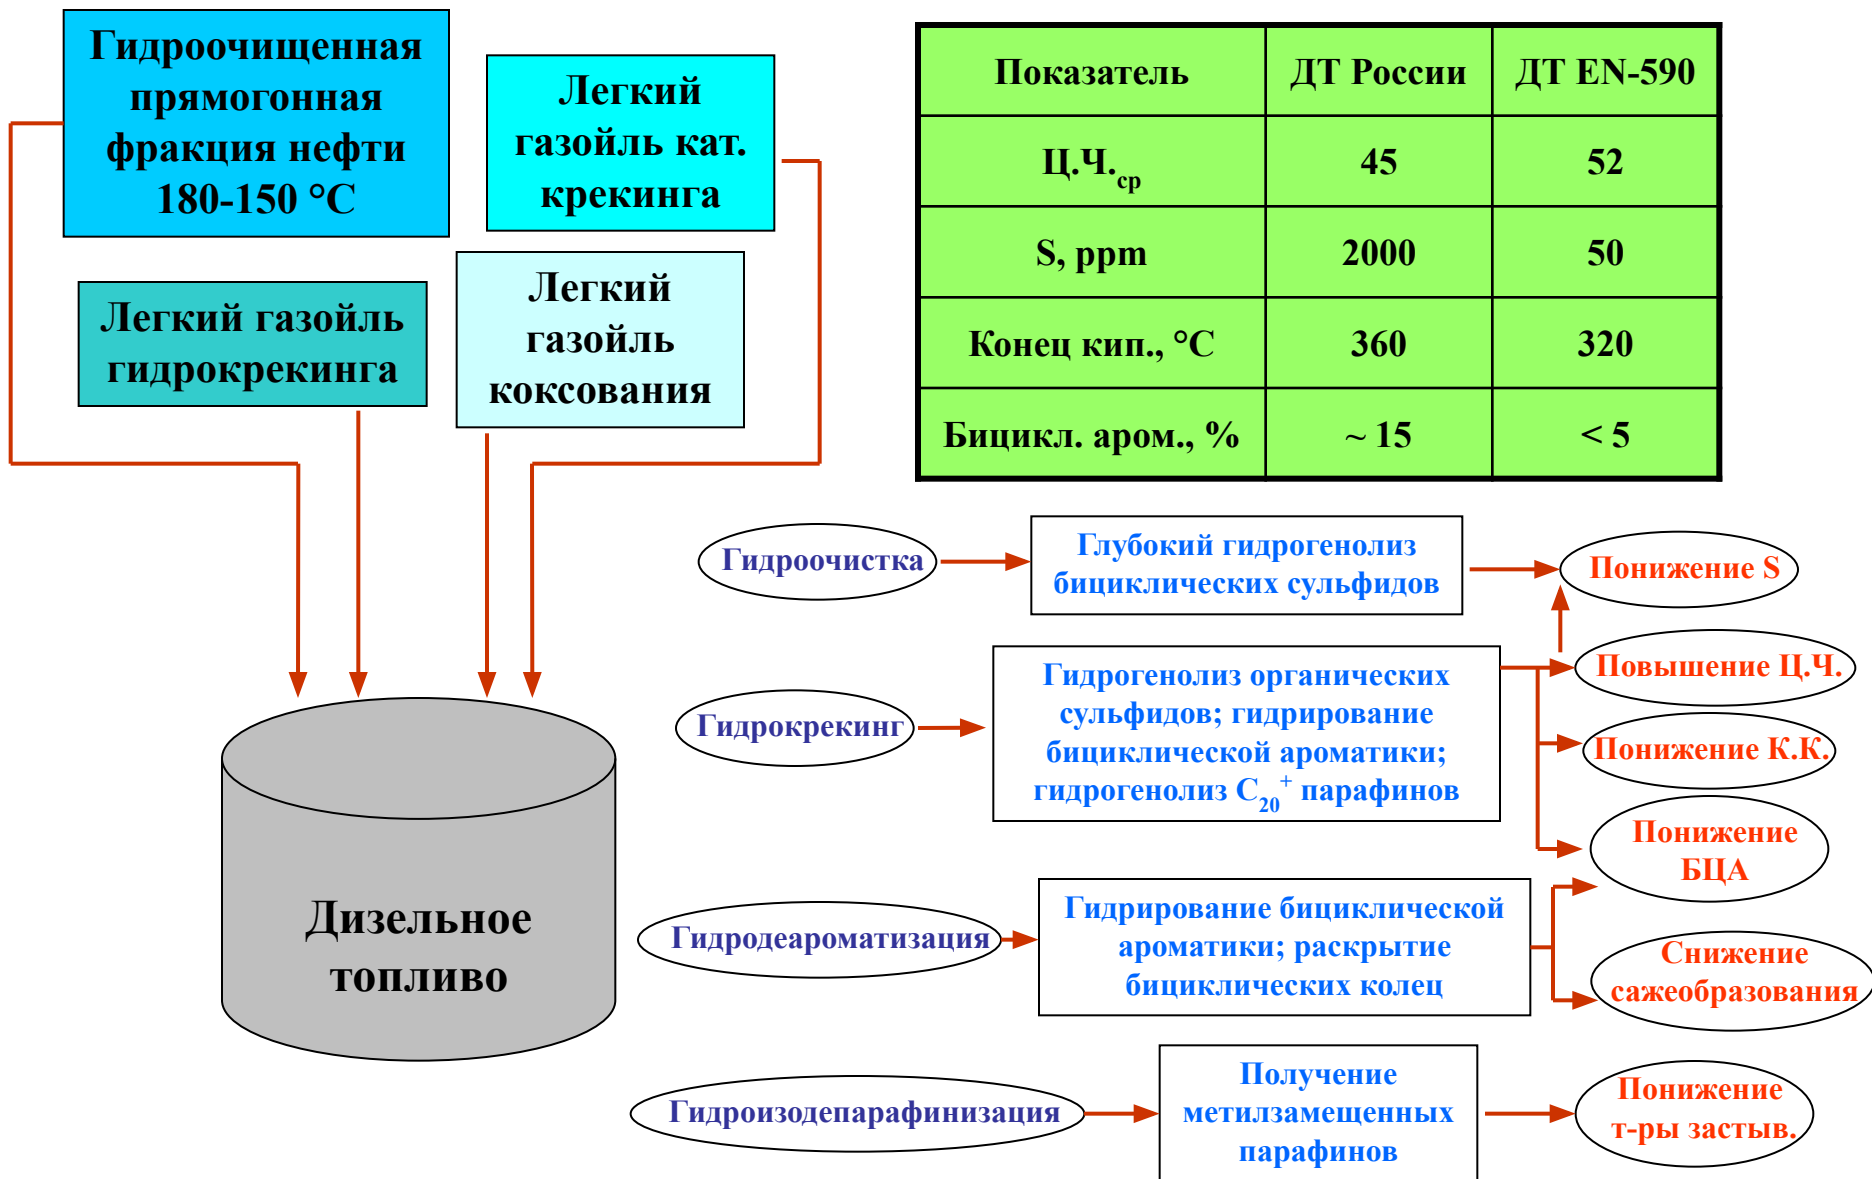 Гидроочищенная
прямогонная
фракция нефти
180-150 °С
Легкий
газойль кат.
крекинга
Легкий газойль
гидрокрекинга
Легкий
газойль
коксования
Дизельное
топливо
Показатель ДТ России ДТ EN-590
Ц.Ч.ср 45 52
S, ppm 2000 50
Конец кип., °С 360 320
Бицикл. аром., % ~ 15 < 5
Гидроочистка
Глубокий гидрогенолиз
бициклических сульфидов
Понижение S
Гидрокрекинг
Гидрогенолиз органических
сульфидов; гидрирование
бициклической ароматики;
гидрогенолиз С20+ парафинов
Повышение Ц.Ч.
Понижение К.К.
Понижение
БЦА
Гидродеароматизация
Гидрирование бициклической
ароматики; раскрытие
бициклических колец
Снижение
сажеобразования
Гидроизодепарафинизация
Получение
метилзамещенных
парафинов
Понижение
т-ры застыв.